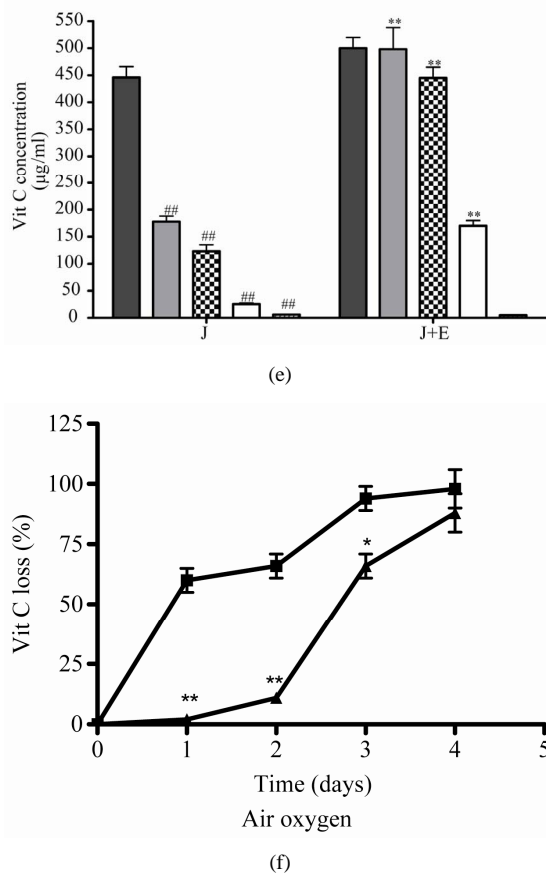 550
500
450
400
350
300
250
200
150
100
50
0
Vit C concentration
(µg/ml)
##
##
##
##
**
**
**
J
J+E
(e)
125
100
75
50
25
0
Vit C loss (%)
**
**
*
0 1 2 3 4 5
Time (days)
Air oxygen
(f)